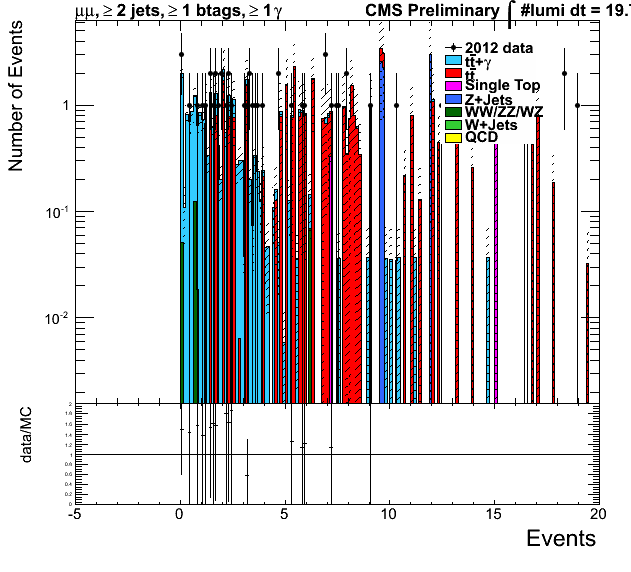 μμ, ≥ 2 jets, ≥ 1 btags, ≥ 1 γ CMS Preliminary ∫ #lumi dt = 19.
Number of Events
2012 data
tt̄+γ
tt̄
Single Top
Z+Jets
WW/ZZ/WZ
W+Jets
QCD
1
10⁻¹
10⁻²
data/MC
2
1.8
1.6
1.4
1.2
1
0.8
0.6
0.4
0.2
0
-5 0 5 10 15 20
Events